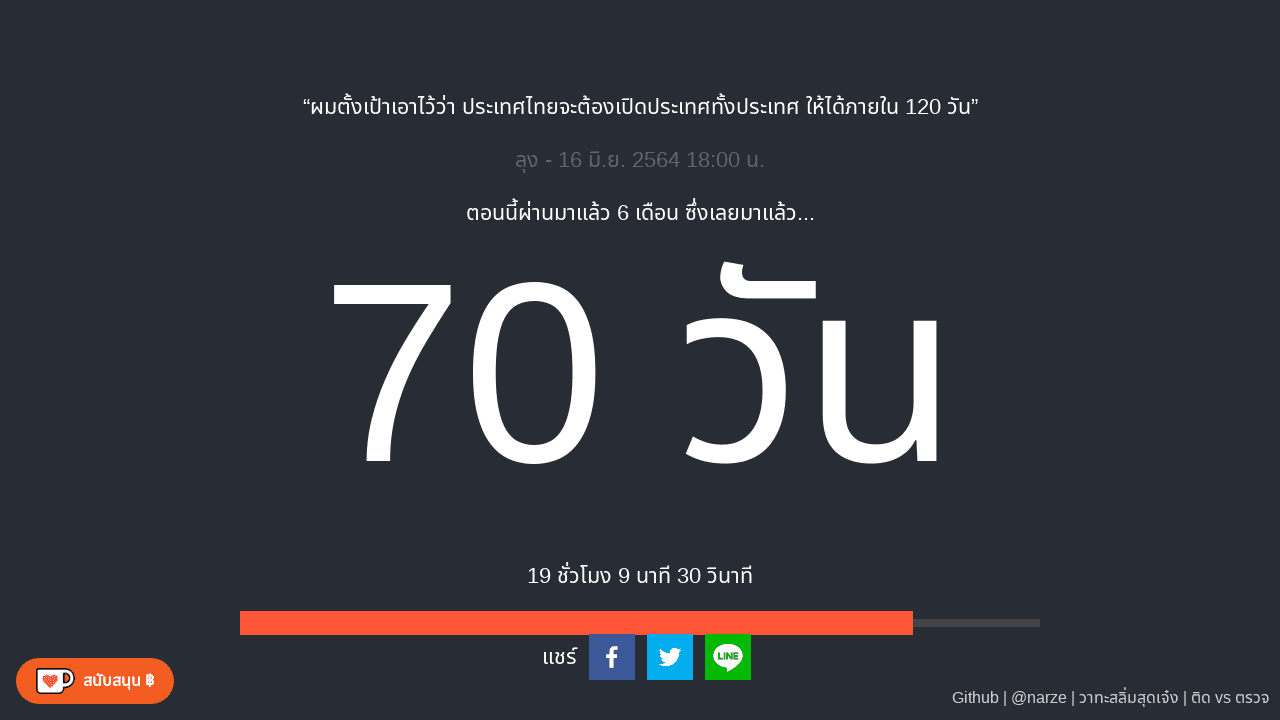 “ผมตั้งเป้าเอาไว้ว่า ประเทศไทยจะต้องเปิดประเทศทั้งประเทศ ให้ได้ภายใน 120 วัน”
ลุง - 16 มิ.ย. 2564 18:00 น.
ตอนนี้ผ่านมาแล้ว 6 เดือน ซึ่งเลยมาแล้ว...
70 วัน
19 ชั่วโมง 9 นาที 30 วินาที
แชร์
LINE
สนับสนุน ฿
Github | @narze | วาทะสลิ่มสุดเจ๋ง | ติด vs ตรวจ